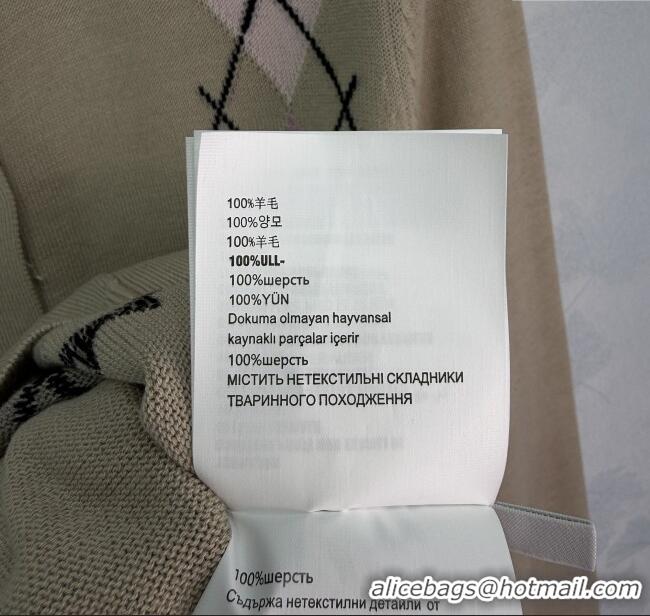 100%羊毛
100%양모
100%羊毛
100%ULL-
100%шерсть
100%YÜN
Dokuma olmayan hayvansal
kaynaklı parçalar içerir
100%шерсть
МІСТИТЬ НЕТЕКСТИЛЬНІ СКЛАДНИКИ
ТВАРИННОГО ПОХОДЖЕННЯ
100%шерсть
Съдържа нетекстилни детайли от
alicebags@hotmail.com